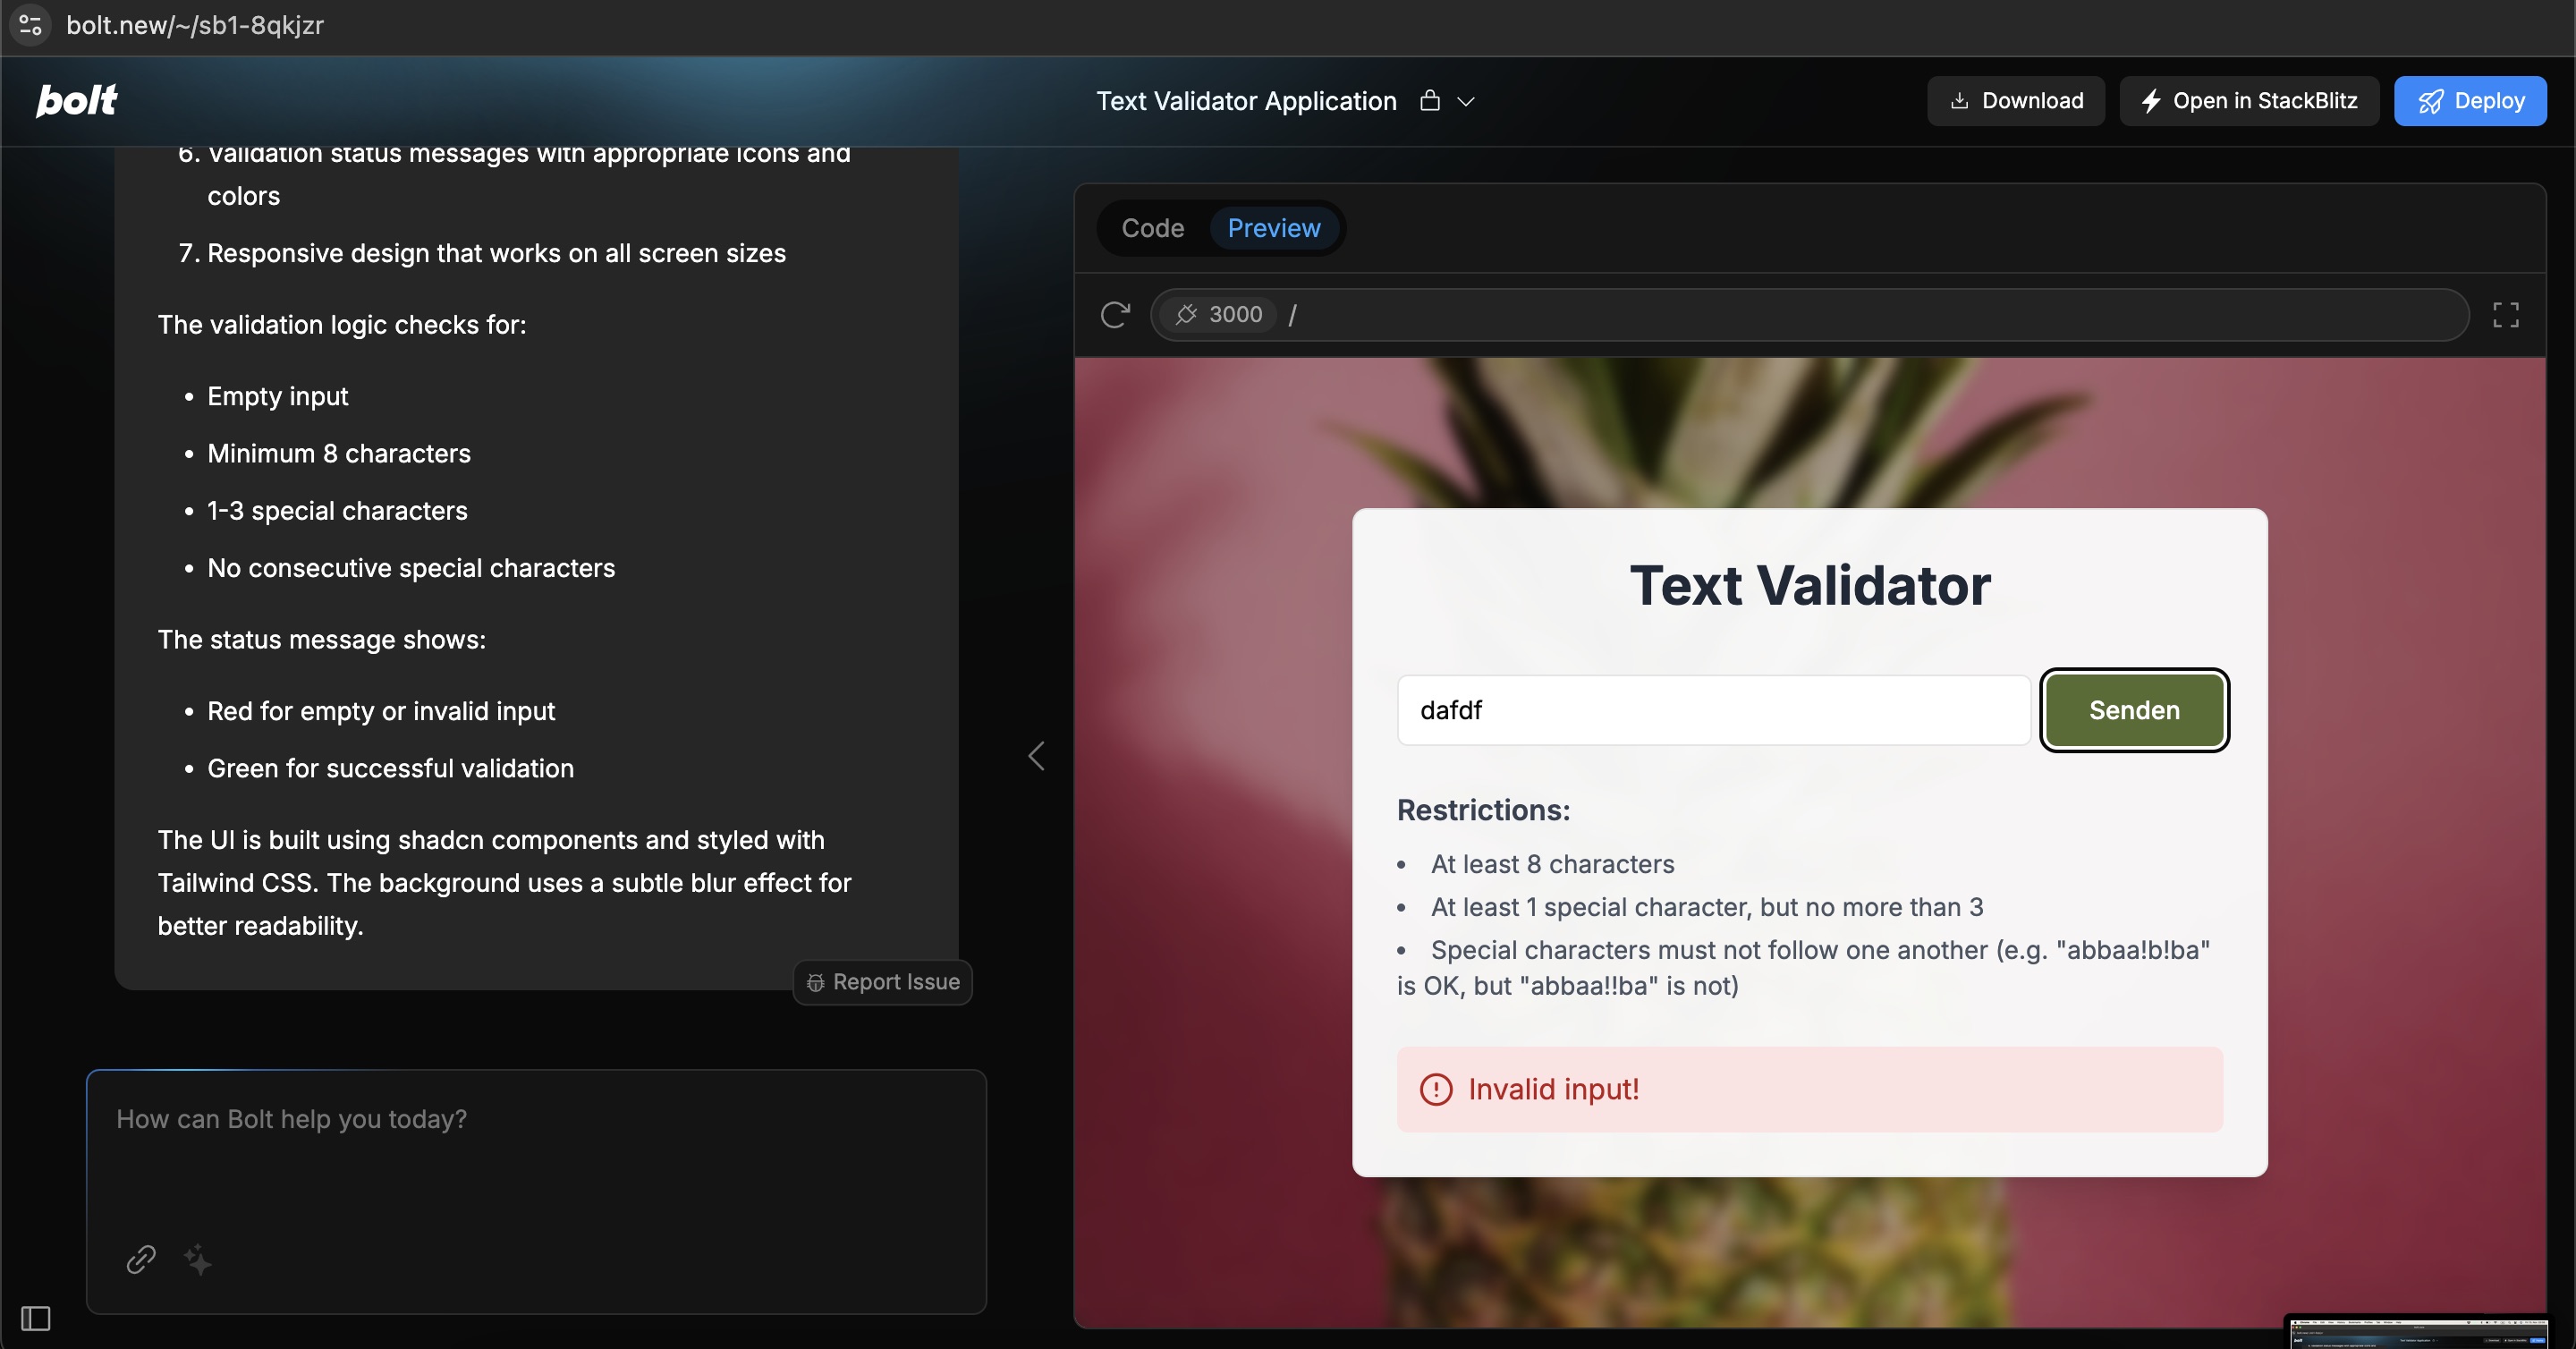 bolt.new/~/sb1-8qkjzr
bolt
Text Validator Application
Download
Open in StackBlitz
Deploy
6. Validation status messages with appropriate icons and
colors
7. Responsive design that works on all screen sizes
The validation logic checks for:
• Empty input
• Minimum 8 characters
• 1-3 special characters
• No consecutive special characters
The status message shows:
• Red for empty or invalid input
• Green for successful validation
The UI is built using shadcn components and styled with
Tailwind CSS. The background uses a subtle blur effect for
better readability.
Report Issue
How can Bolt help you today?
Code
Preview
3000 /
Text Validator
dafdf
Senden
Restrictions:
• At least 8 characters
• At least 1 special character, but no more than 3
• Special characters must not follow one another (e.g. "abbaa!b!ba"
is OK, but "abbaa!!ba" is not)
Invalid input!